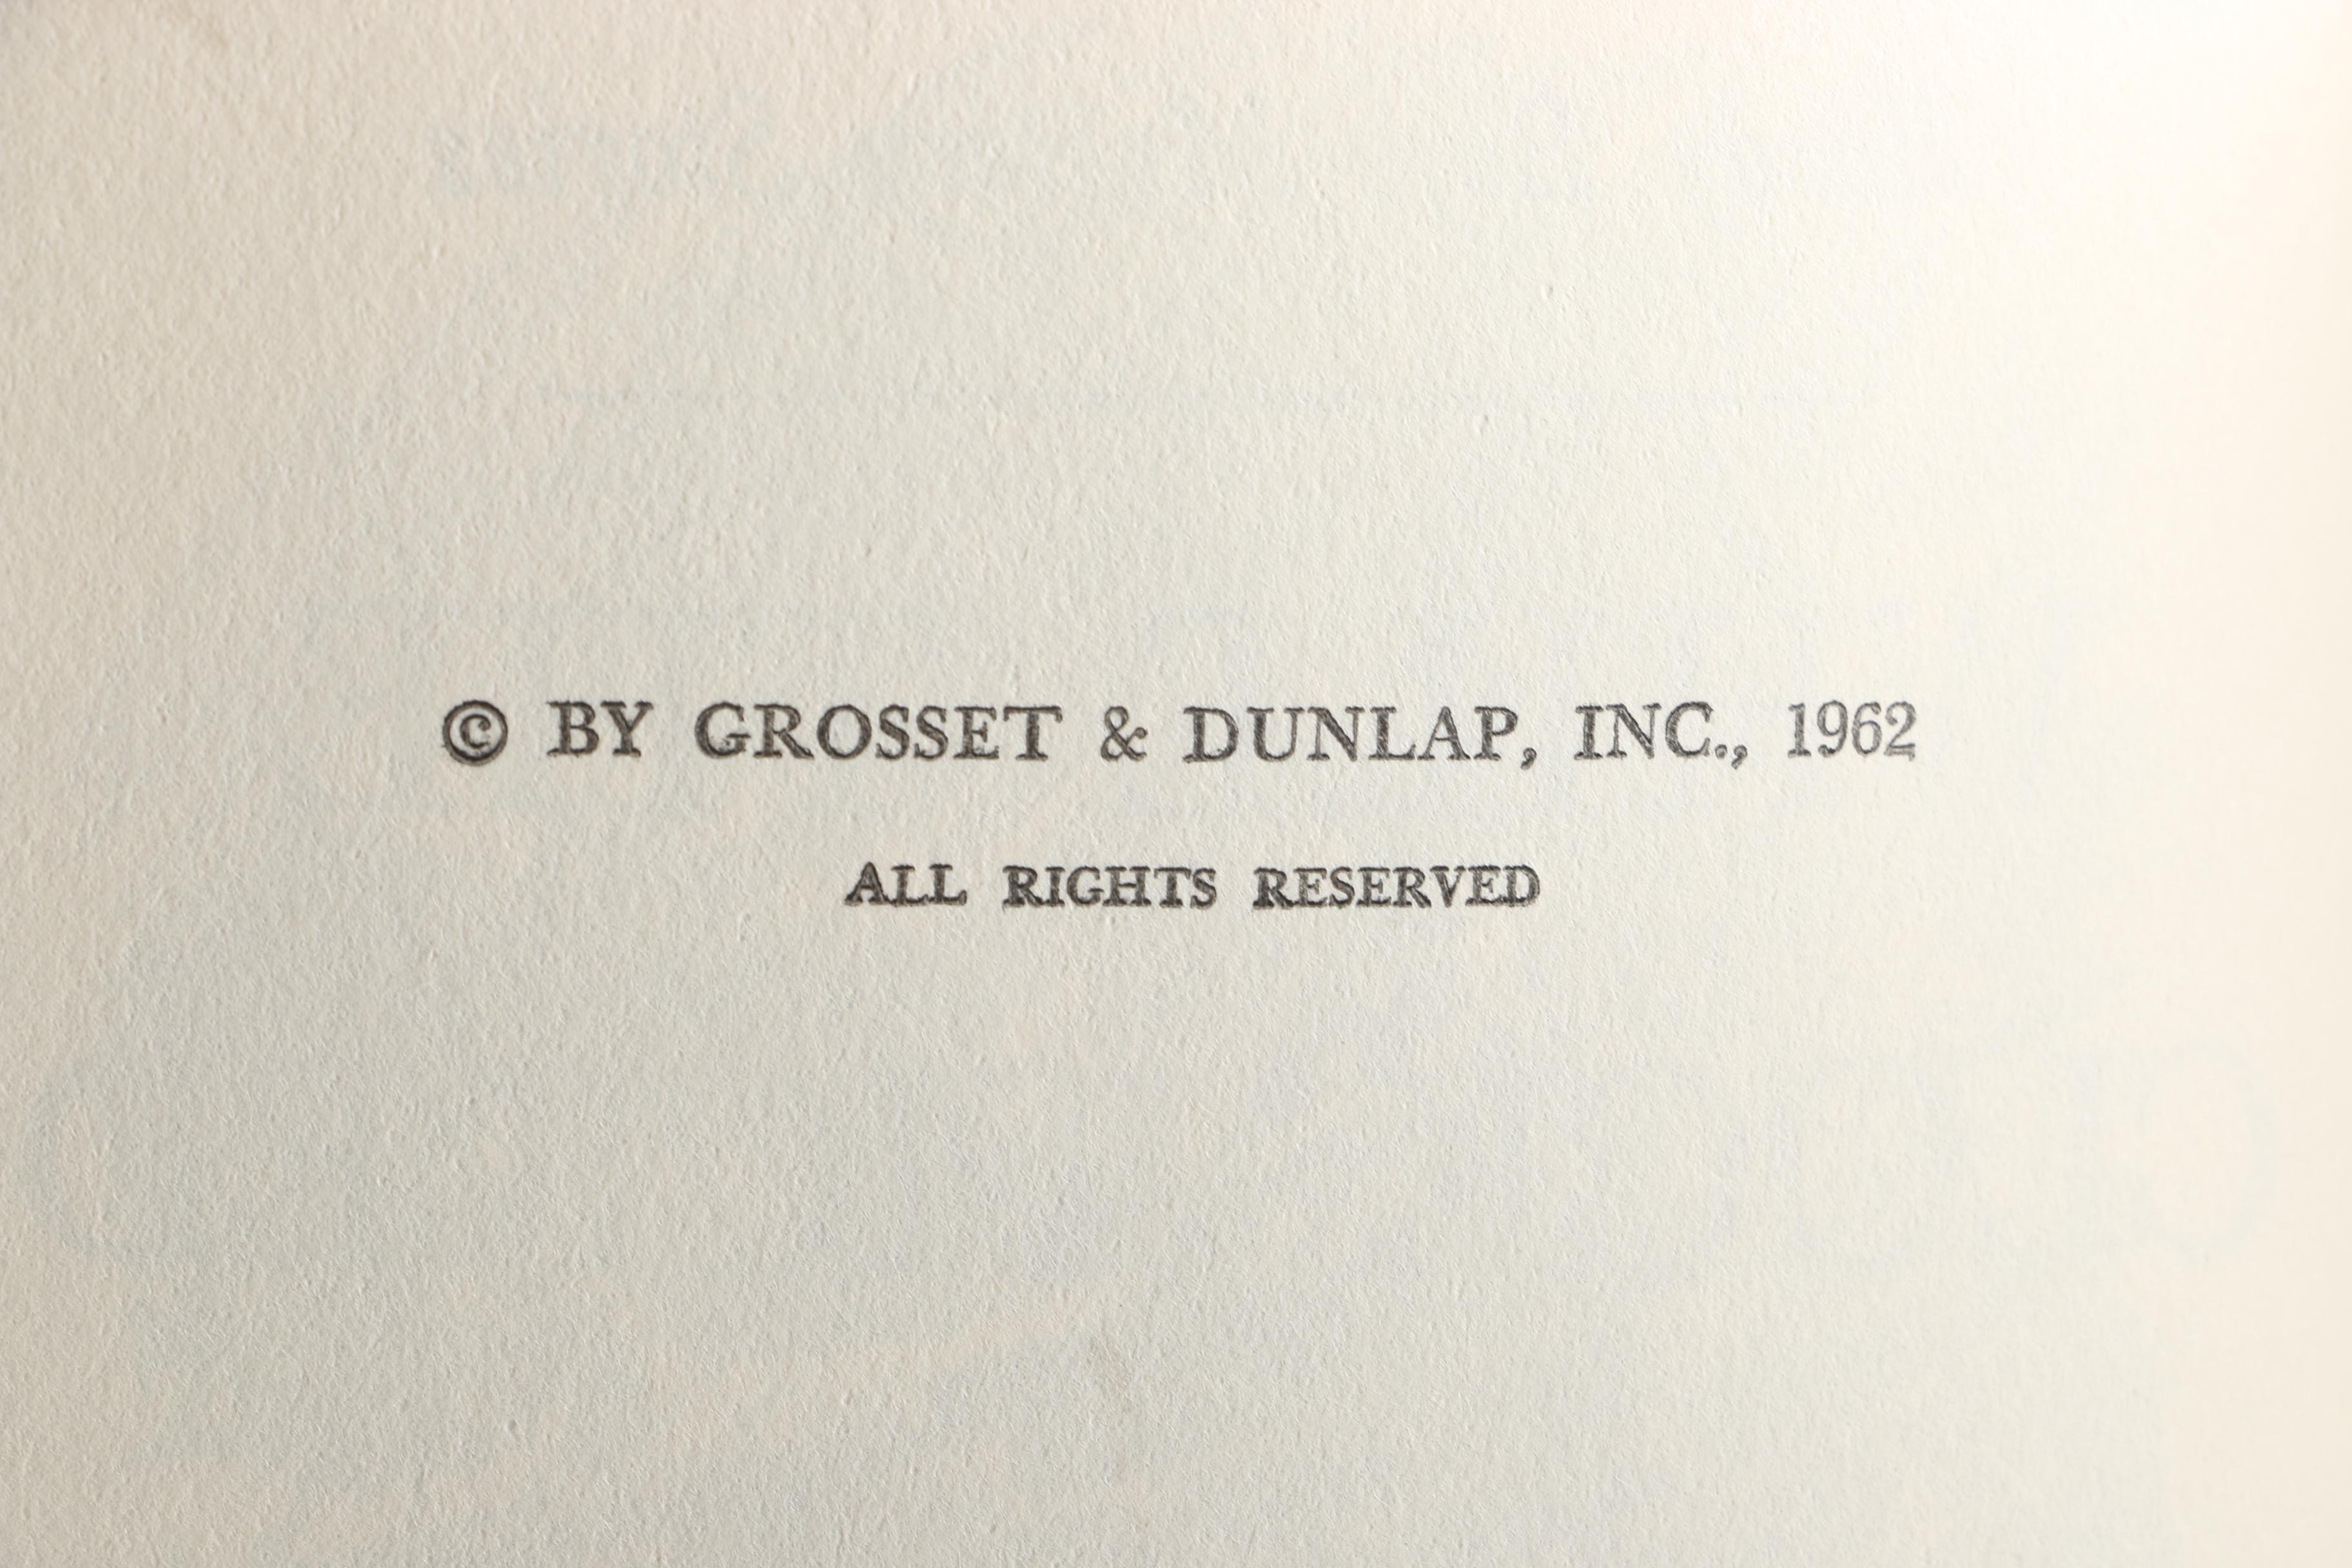 © BY GROSSET & DUNLAP, INC., 1962
ALL RIGHTS RESERVED